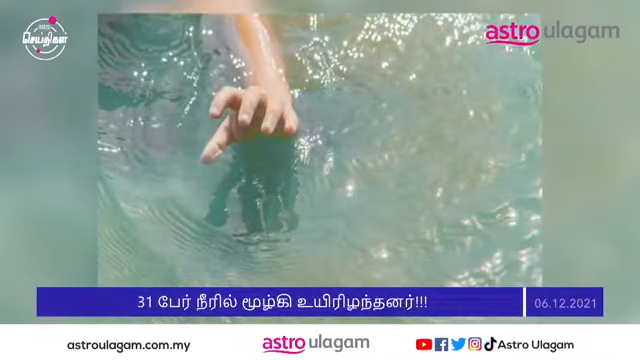 செய்திகள்
astro ulagam
31 பேர் நீரில் மூழ்கி உயிரிழந்தனர்!!!
06.12.2021
astroulagam.com.my
astro ulagam
Astro Ulagam